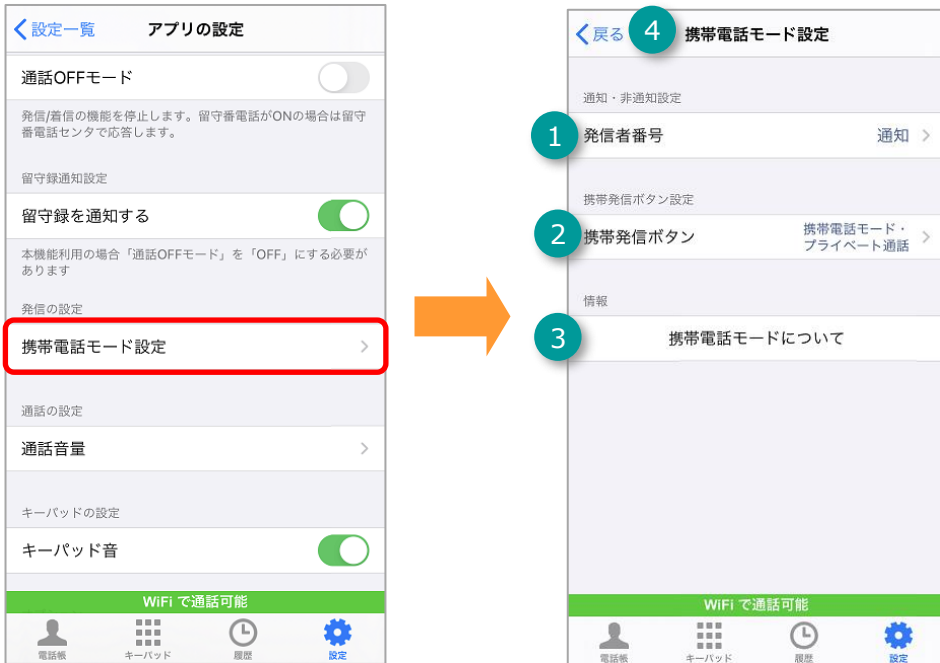 設定一覧 アプリの設定
通話OFFモード
発信/着信の機能を停止します。留守番電話がONの場合は留守
番電話センタで応答します。
留守録通知設定
留守録を通知する
本機能利用の場合「通話OFFモード」を「OFF」にする必要が
あります
発信の設定
携帯電話モード設定
通話の設定
通話音量
キーパッドの設定
キーパッド音
WiFi で通話可能
電話帳 キーパッド 履歴 設定
戻る 4 携帯電話モード設定
通知・非通知設定
1 発信者番号 通知
携帯発信ボタン設定
2 携帯発信ボタン 携帯電話モード・
プライベート通話
情報
3 携帯電話モードについて
WiFi で通話可能
電話帳 キーパッド 履歴 設定